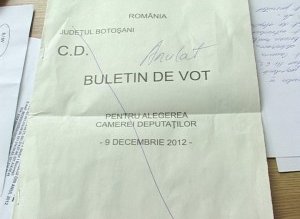 ROMÂNIA
JUDEȚUL BOTOȘANI
C.D. Anulat
BULETIN DE VOT
PENTRU ALEGEREA
CAMEREI DEPUTAȚILOR
- 9 DECEMBRIE 2012 -